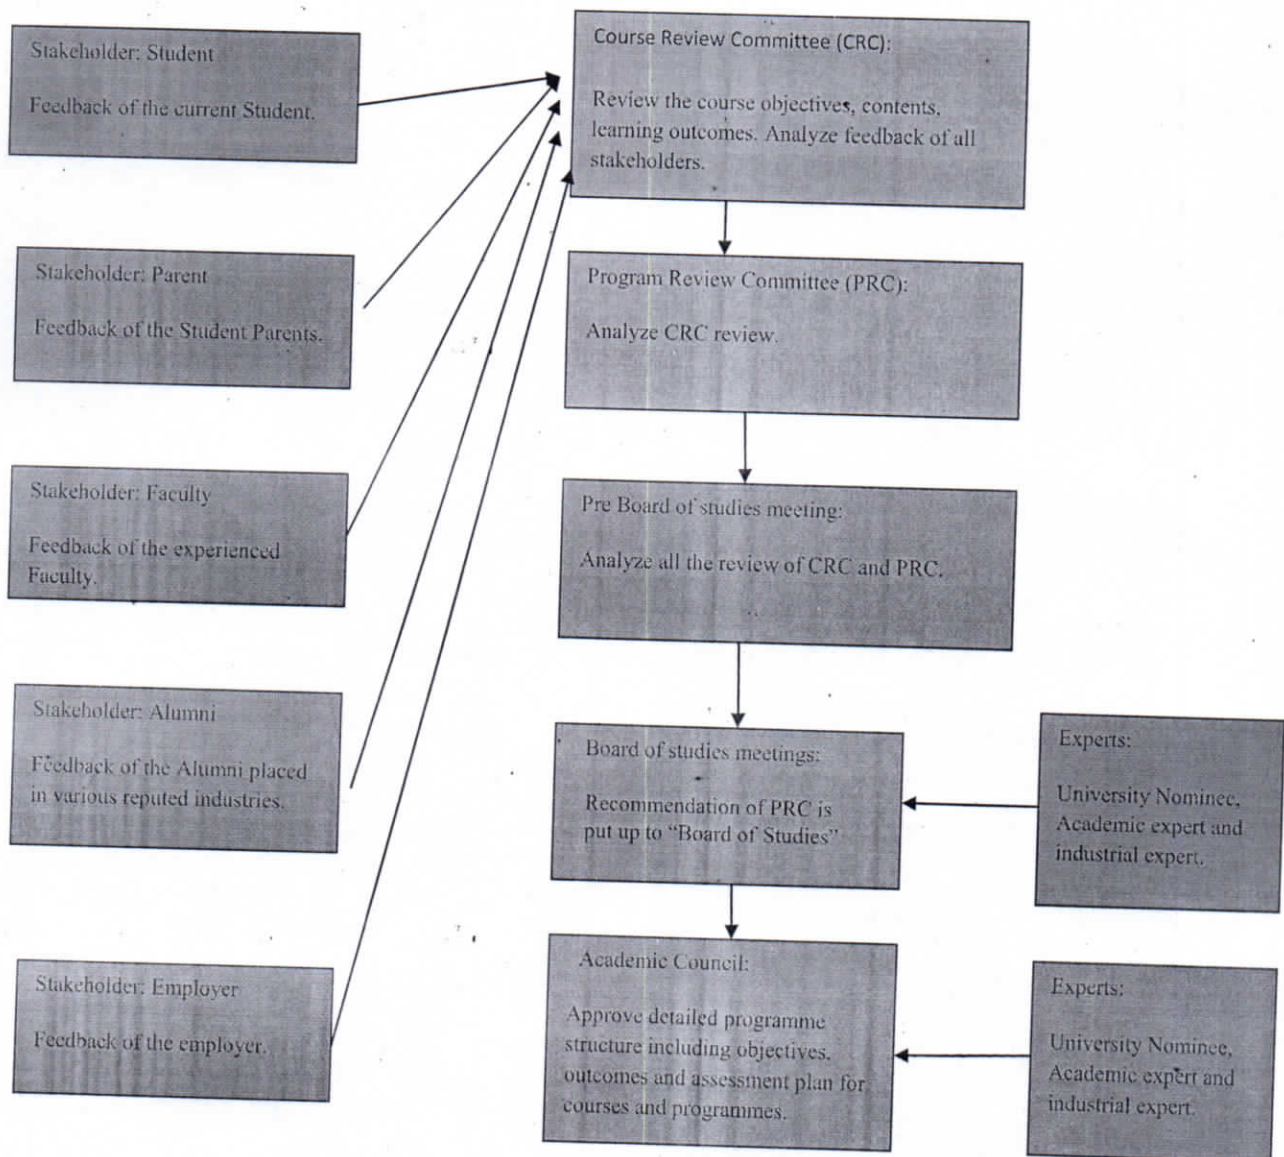 Stakeholder: Student
Feedback of the current Student.
Stakeholder: Parent
Feedback of the Student Parents.
Stakeholder: Faculty
Feedback of the experienced
Faculty.
Stakeholder: Alumni
Feedback of the Alumni placed
in various reputed industries.
Stakeholder: Employer
Feedback of the employer.
Course Review Committee (CRC):
Review the course objectives, contents,
learning outcomes. Analyze feedback of all
stakeholders.
Program Review Committee (PRC):
Analyze CRC review.
Pre Board of studies meeting:
Analyze all the review of CRC and PRC.
Board of studies meetings:
Recommendation of PRC is
put up to “Board of Studies”
Experts:
University Nominee,
Academic expert and
industrial expert.
Academic Council:
Approve detailed programme
structure including objectives,
outcomes and assessment plan for
courses and programmes.
Experts:
University Nominee,
Academic expert and
industrial expert.